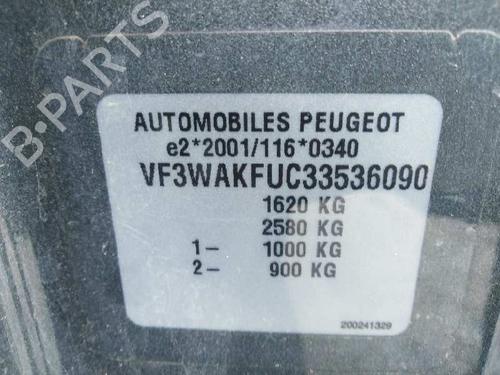 B-PARTS
AUTOMOBILES PEUGEOT
e2*2001/116*0340
VF3WAKFUC33536090
1620 KG
2580 KG
1- 1000 KG
2- 900 KG
200241329